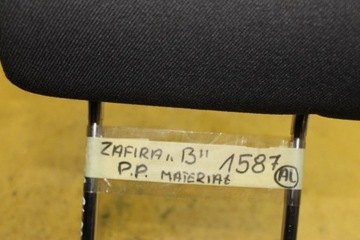 ZAFIRA „B" 1587
P.P. MATERIAŁ AL